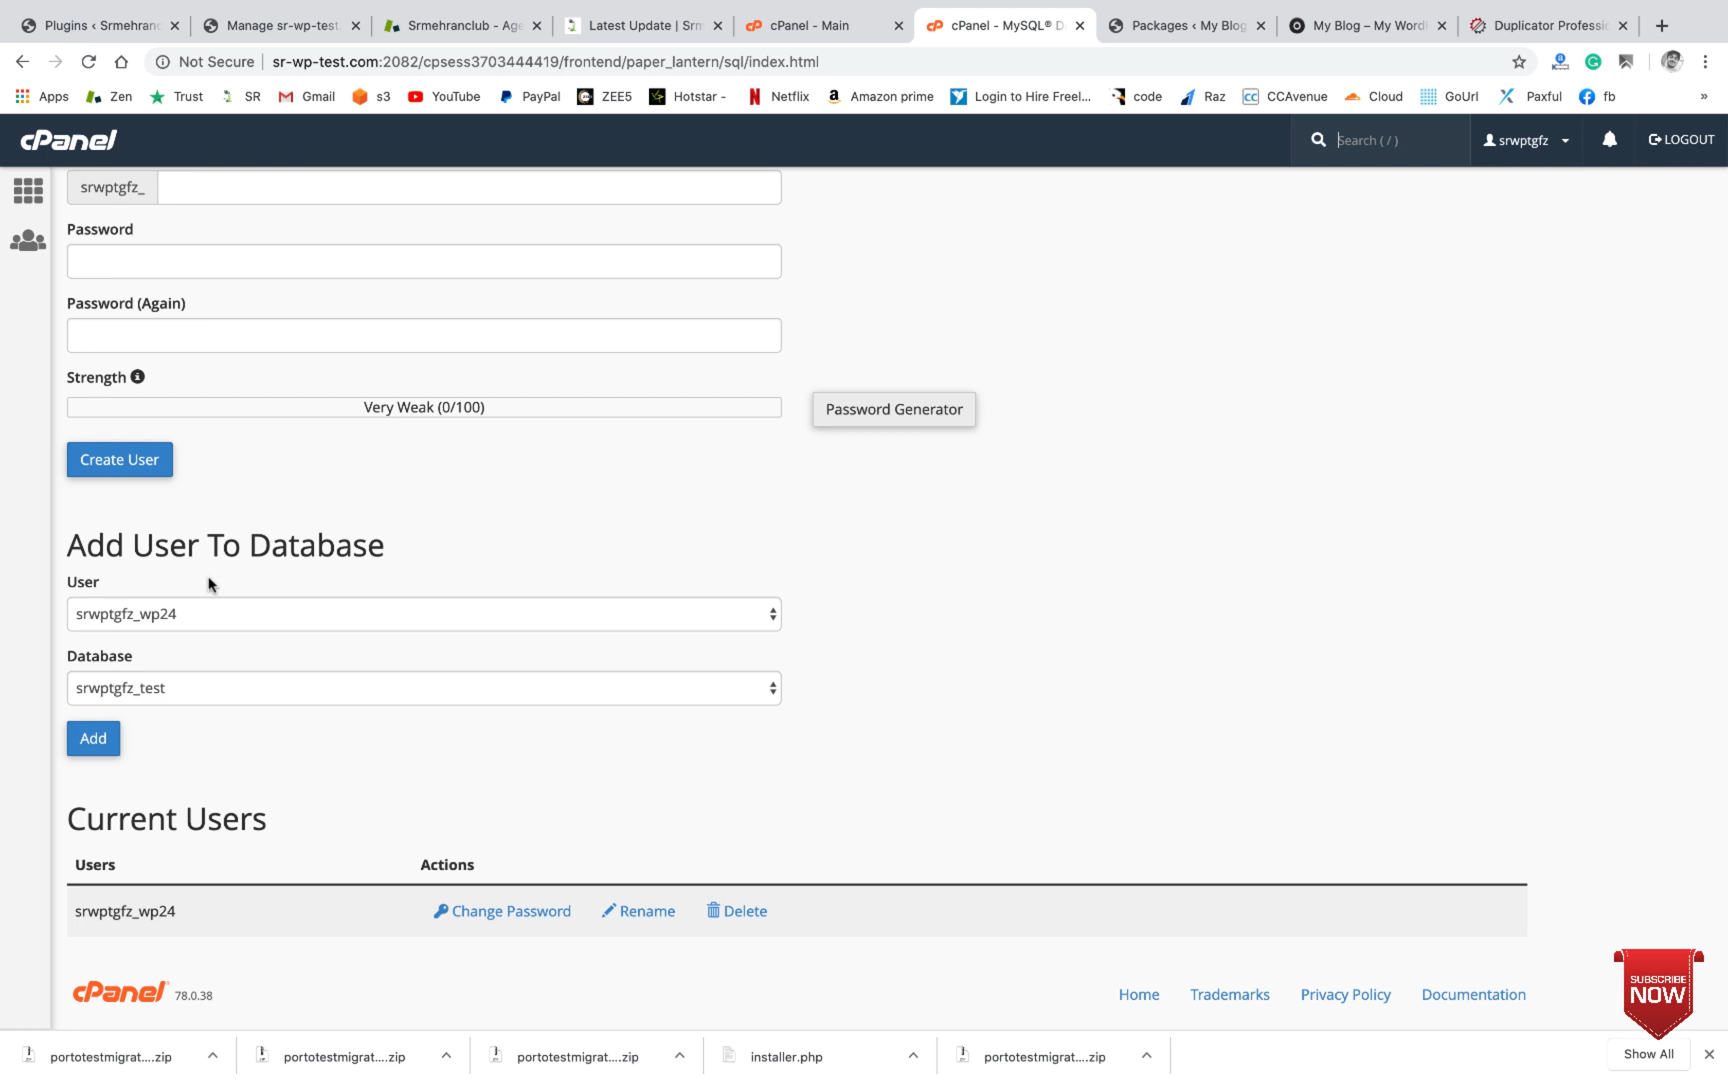 Plugins ‹ Srmehranc
Manage sr-wp-test.
Srmehranclub - Age
Latest Update | Srm
cPanel - Main
cPanel - MySQL® D
Packages ‹ My Blog
My Blog – My Word
Duplicator Professio
Not Secure
sr-wp-test.com:2082/cpsess3703444419/frontend/paper_lantern/sql/index.html
Apps
Zen
Trust
SR
Gmail
s3
YouTube
PayPal
ZEE5
Hotstar -
Netflix
Amazon prime
Login to Hire Freel...
code
Raz
CCAvenue
Cloud
GoUrl
Paxful
fb
»
cPanel
Search ( / )
srwptgfz
LOGOUT
srwptgfz_
Password
Password (Again)
Strength
Very Weak (0/100)
Password Generator
Create User
Add User To Database
User
srwptgfz_wp24
Database
srwptgfz_test
Add
Current Users
Users Actions
srwptgfz_wp24 Change Password Rename Delete
cPanel 78.0.38
Home Trademarks Privacy Policy Documentation
SUBSCRIBE
NOW
portotestmigrat....zip
portotestmigrat....zip
portotestmigrat....zip
installer.php
portotestmigrat....zip
Show All